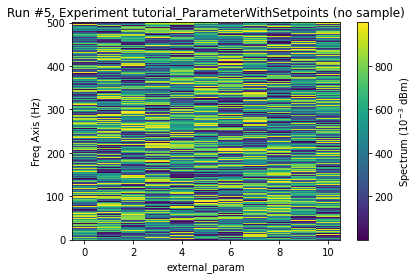 Run #5, Experiment tutorial_ParameterWithSetpoints (no sample)
500
400
300
200
100
0
Freq Axis (Hz)
0 2 4 6 8 10
external_param
800
600
400
200
Spectrum (10⁻³ dBm)